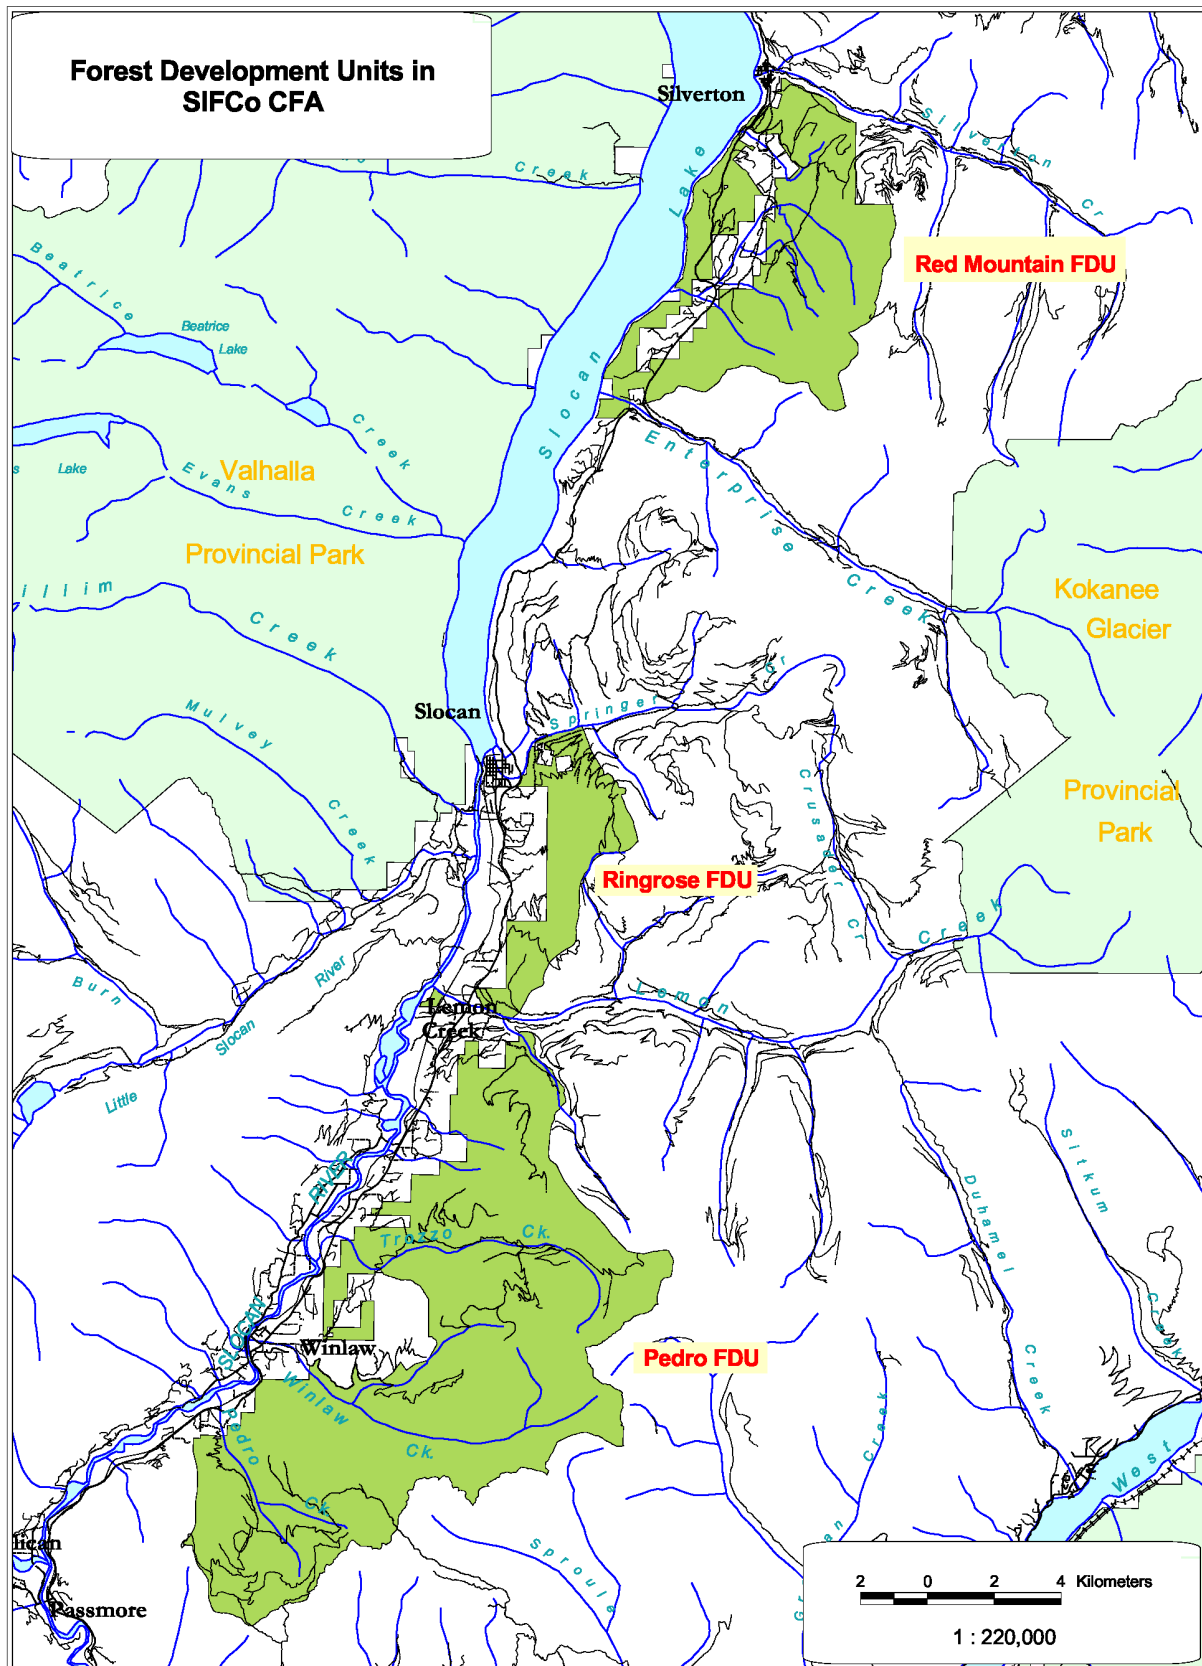 Forest Development Units in
SIFCo CFA
Silverton
Silverton
Cr
Creek
Lake
Slocan
Red Mountain FDU
Beatrice
Creek
Beatrice
Lake
Lake
Evans
Creek
Valhalla
Provincial Park
Enterprise
Creek
Kokanee
Glacier
Provincial
Park
Creek
Mulvey
Creek
Slocan
Springer
Cr
Crusader
Cr
Ringrose FDU
Creek
Lemon
Lemon
Creek
Burn
River
Slocan
Little
RIVER
SLOCAN
Trozzo
Ck.
Winlaw
Winlaw
Ck.
Pedro
Ck.
Pedro FDU
Duhamel
Creek
Sitkum
Creek
Creek
West
Sproule
Passmore
2 0 2 4 Kilometers
1 : 220,000